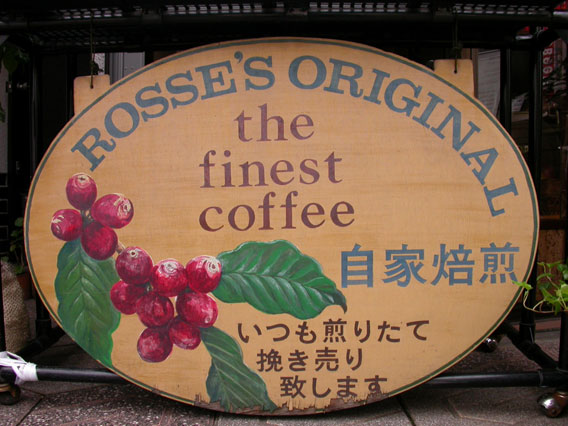 ROSSE'S ORIGINAL
the
finest
coffee
自家焙煎
いつも煎りたて
挽き売り
致します